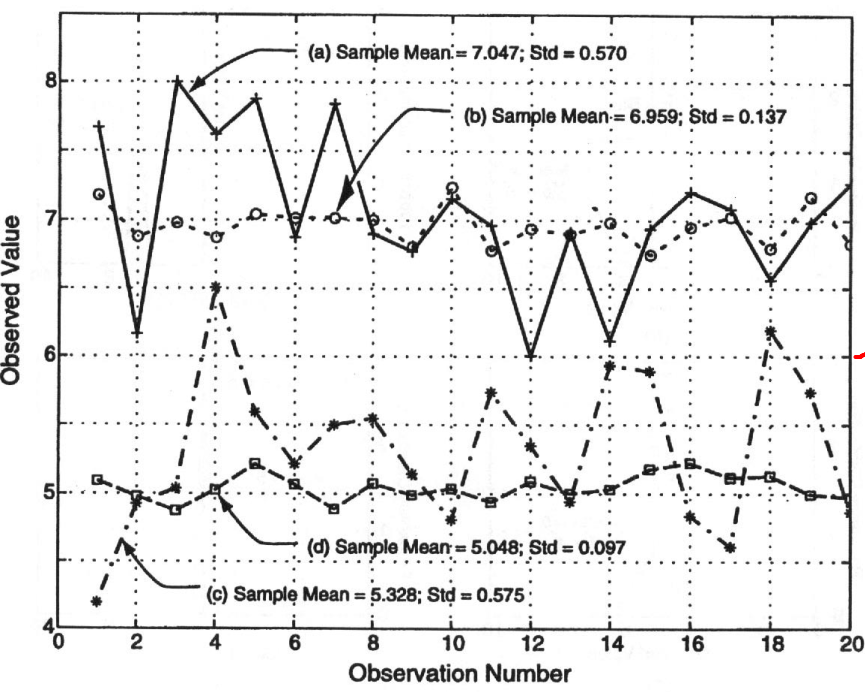 (a) Sample Mean = 7.047; Std = 0.570
8
(b) Sample Mean = 6.959; Std = 0.137
7
Observed Value
6
5
(d) Sample Mean = 5.048; Std = 0.097
(c) Sample Mean = 5.328; Std = 0.575
4
0 2 4 6 8 10 12 14 16 18 20
Observation Number